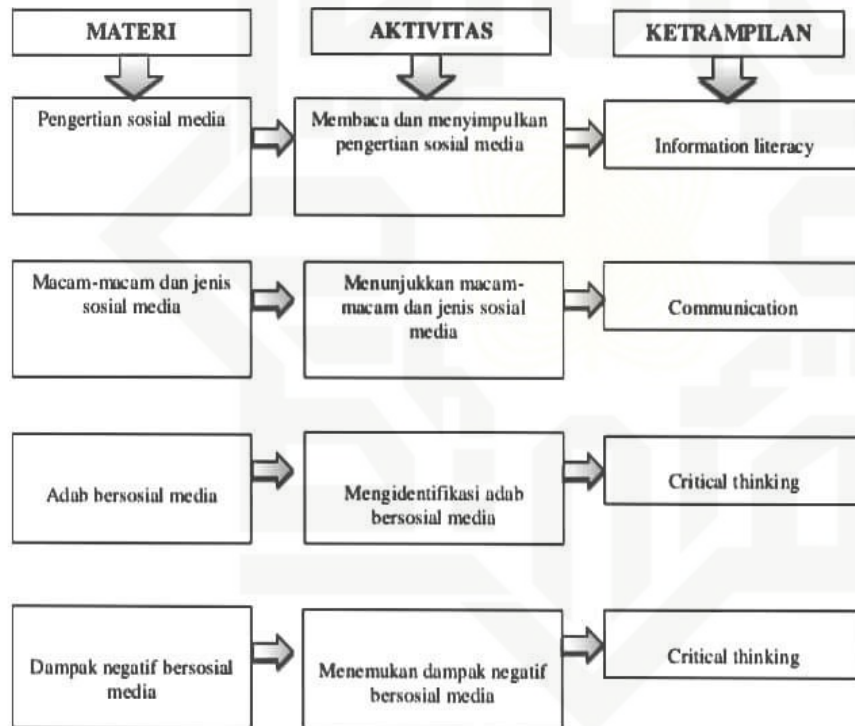 MATERI
AKTIVITAS
KETRAMPILAN
Pengertian sosial media
Membaca dan menyimpulkan
pengertian sosial media
Information literacy
Macam-macam dan jenis
sosial media
Menunjukkan macam-
macam dan jenis sosial
media
Communication
Adab bersosial media
Mengidentifikasi adab
bersosial media
Critical thinking
Dampak negatif bersosial
media
Menemukan dampak negatif
bersosial media
Critical thinking